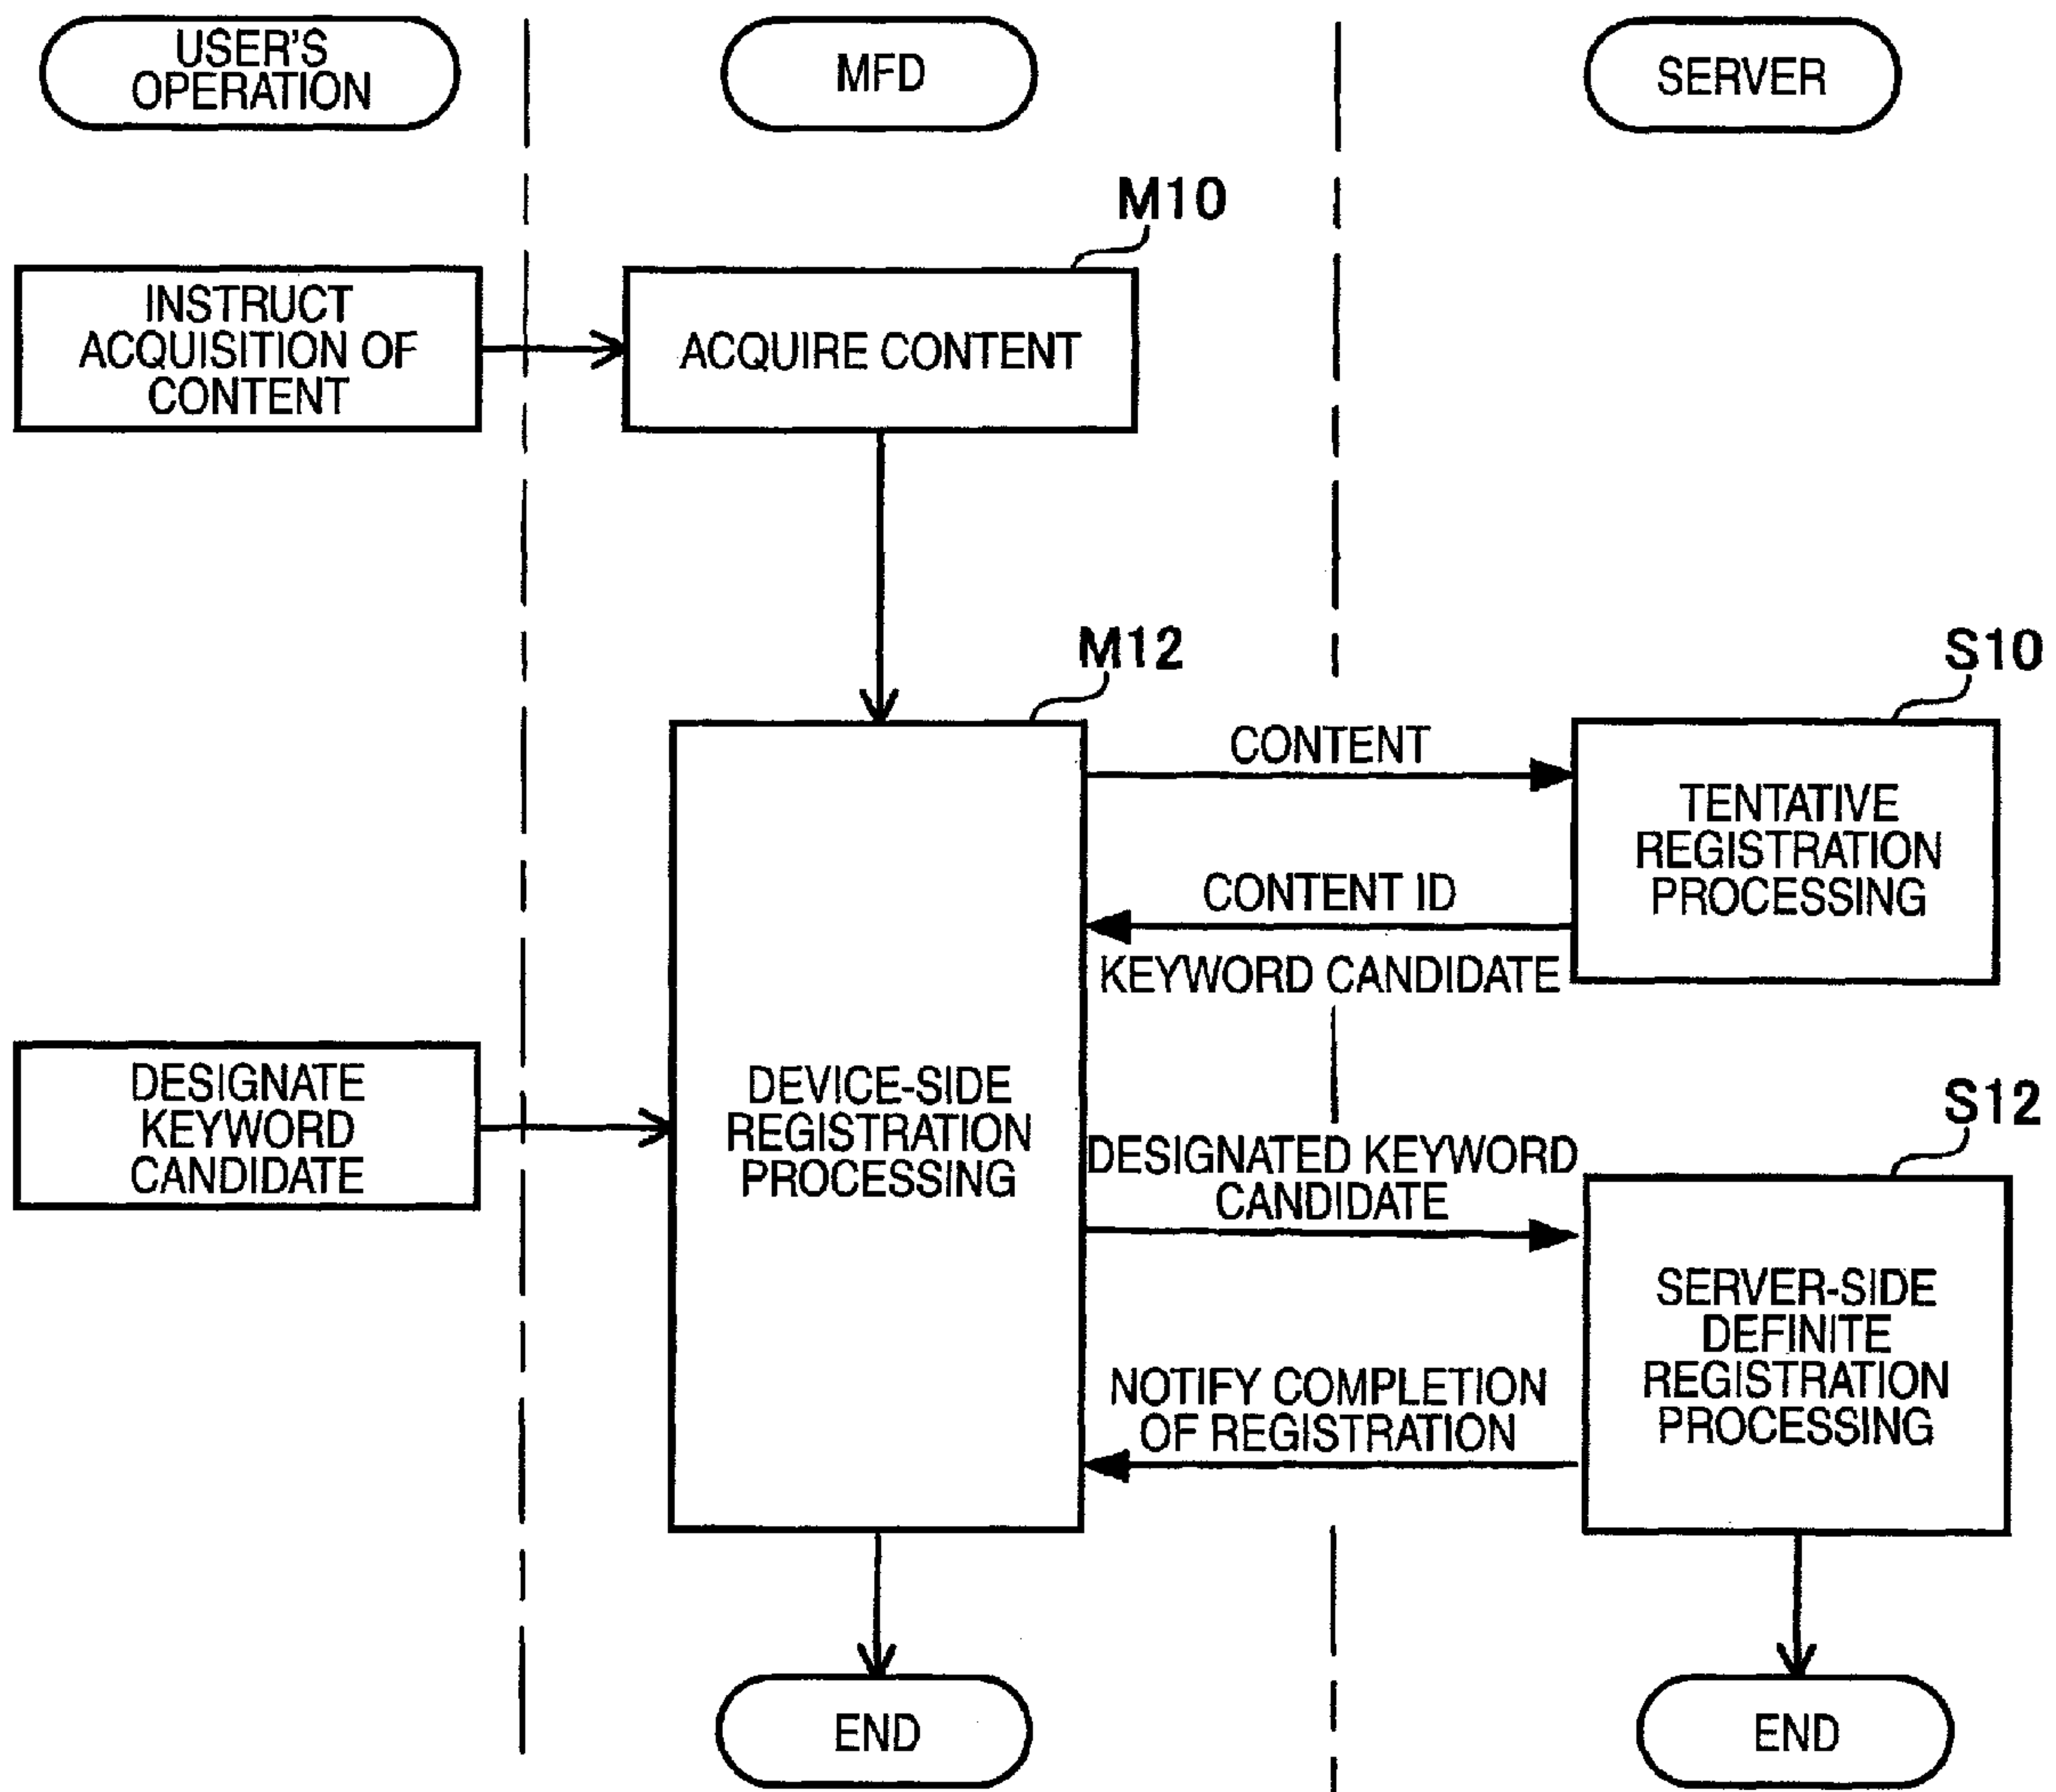 USER'S
OPERATION
MFD
SERVER
M10
INSTRUCT
ACQUISITION OF
CONTENT
ACQUIRE CONTENT
M12
S10
CONTENT
TENTATIVE
REGISTRATION
PROCESSING
CONTENT ID
KEYWORD CANDIDATE
DESIGNATE
KEYWORD
CANDIDATE
DEVICE-SIDE
REGISTRATION
PROCESSING
S12
DESIGNATED KEYWORD
CANDIDATE
SERVER-SIDE
DEFINITE
REGISTRATION
PROCESSING
NOTIFY COMPLETION
OF REGISTRATION
END
END